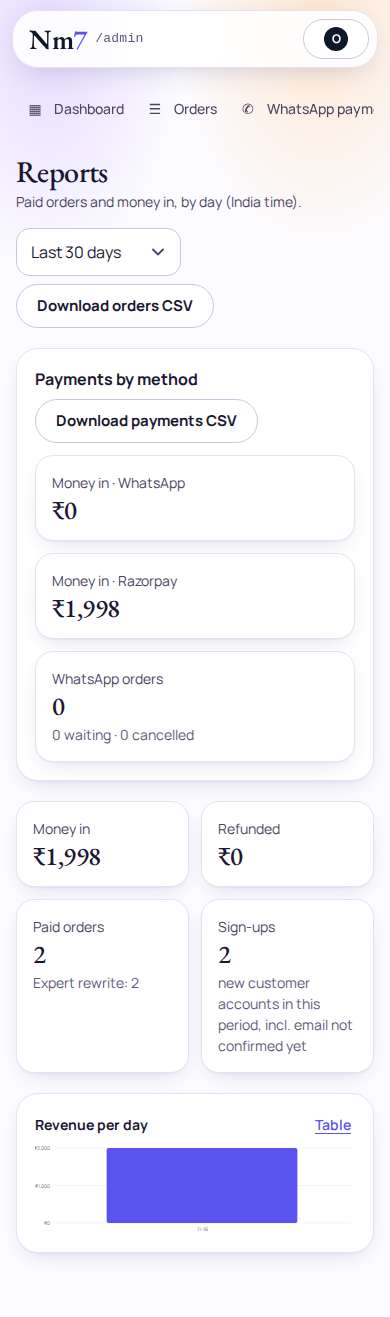 Nm7 /admin O
Dashboard Orders WhatsApp paym
Reports
Paid orders and money in, by day (India time).
Last 30 days
Download orders CSV
Payments by method
Download payments CSV
Money in · WhatsApp
₹0
Money in · Razorpay
₹1,998
WhatsApp orders
0
0 waiting · 0 cancelled
Money in
₹1,998
Refunded
₹0
Paid orders
2
Expert rewrite: 2
Sign-ups
2
new customer
accounts in this
period, incl. email not
confirmed yet
Revenue per day Table
₹1,000
₹0